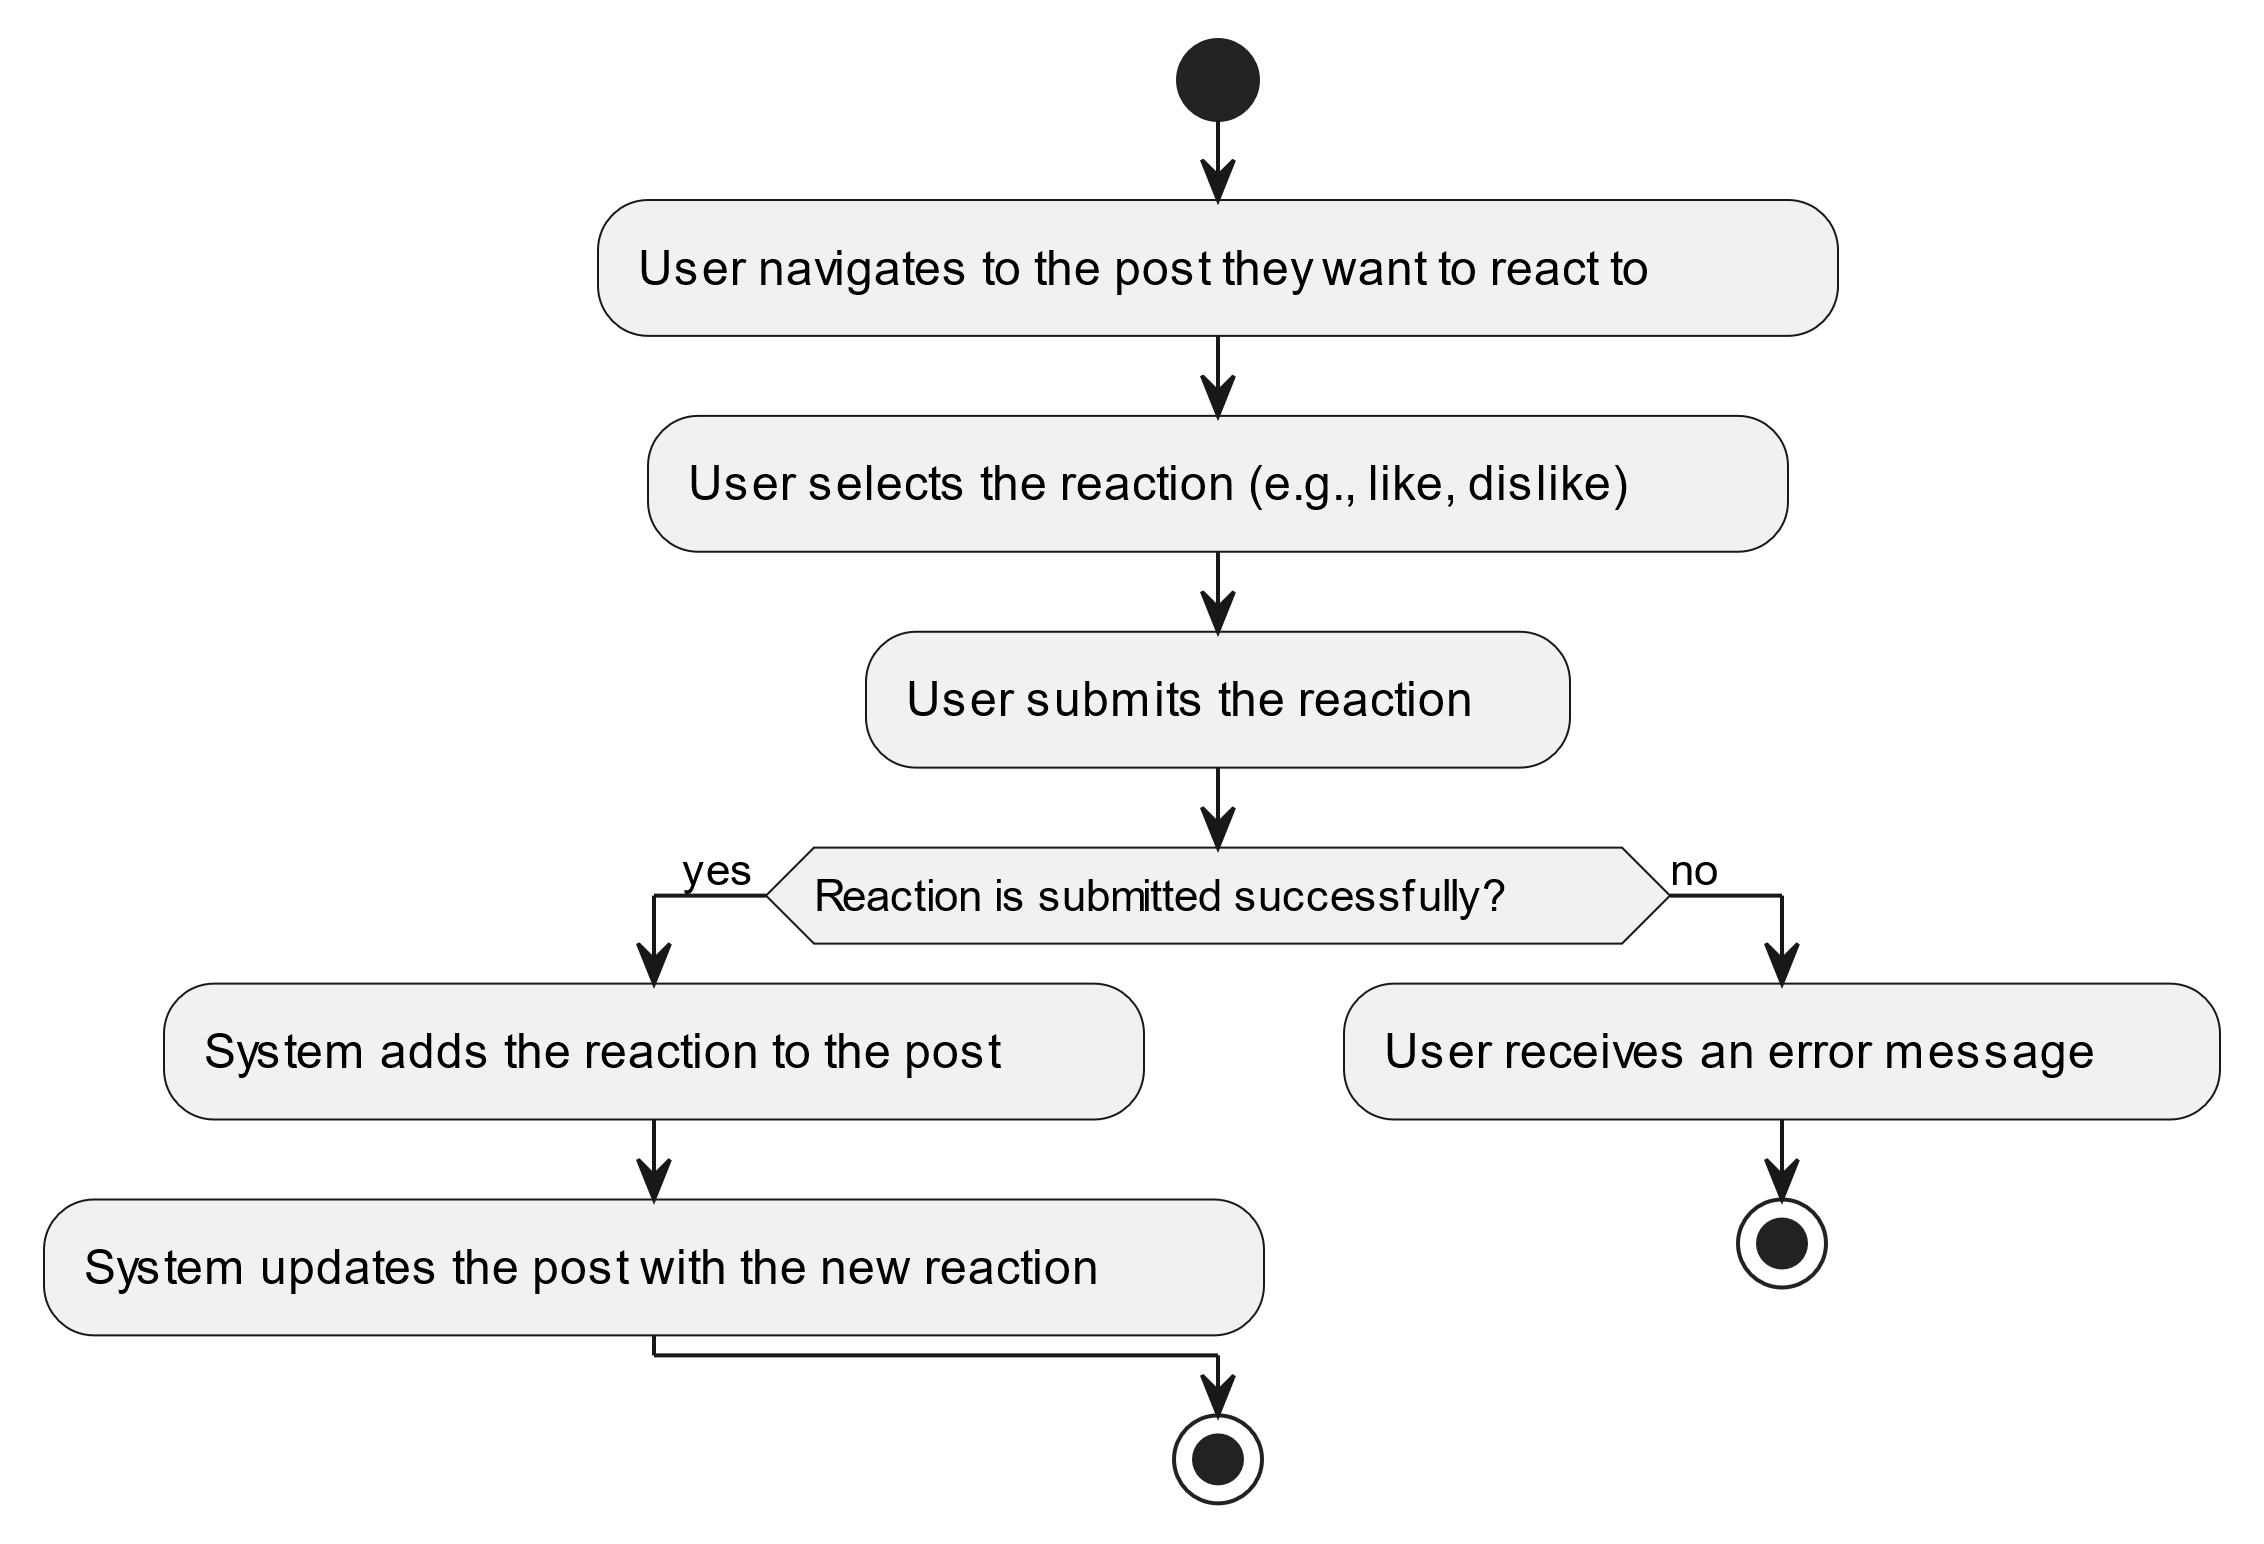 User navigates to the post they want to react to
User selects the reaction (e.g., like, dislike)
User submits the reaction
yes
Reaction is submitted successfully?
no
System adds the reaction to the post
User receives an error message
System updates the post with the new reaction